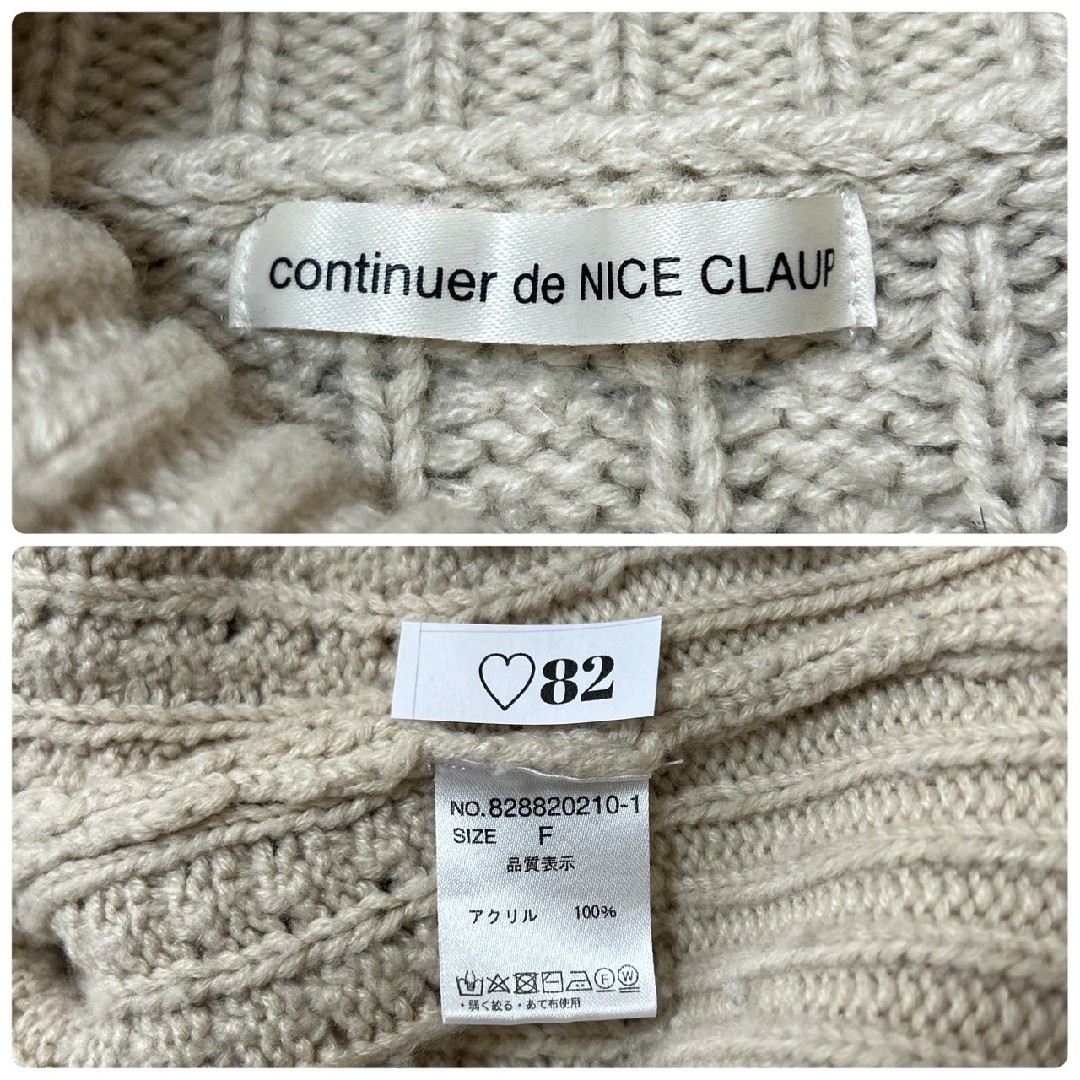 continuer de NICE CLAUP
♡82
NO.828820210-1
SIZE F
品質表示
アクリル 100%
F W
・弱く絞る・あて布使用